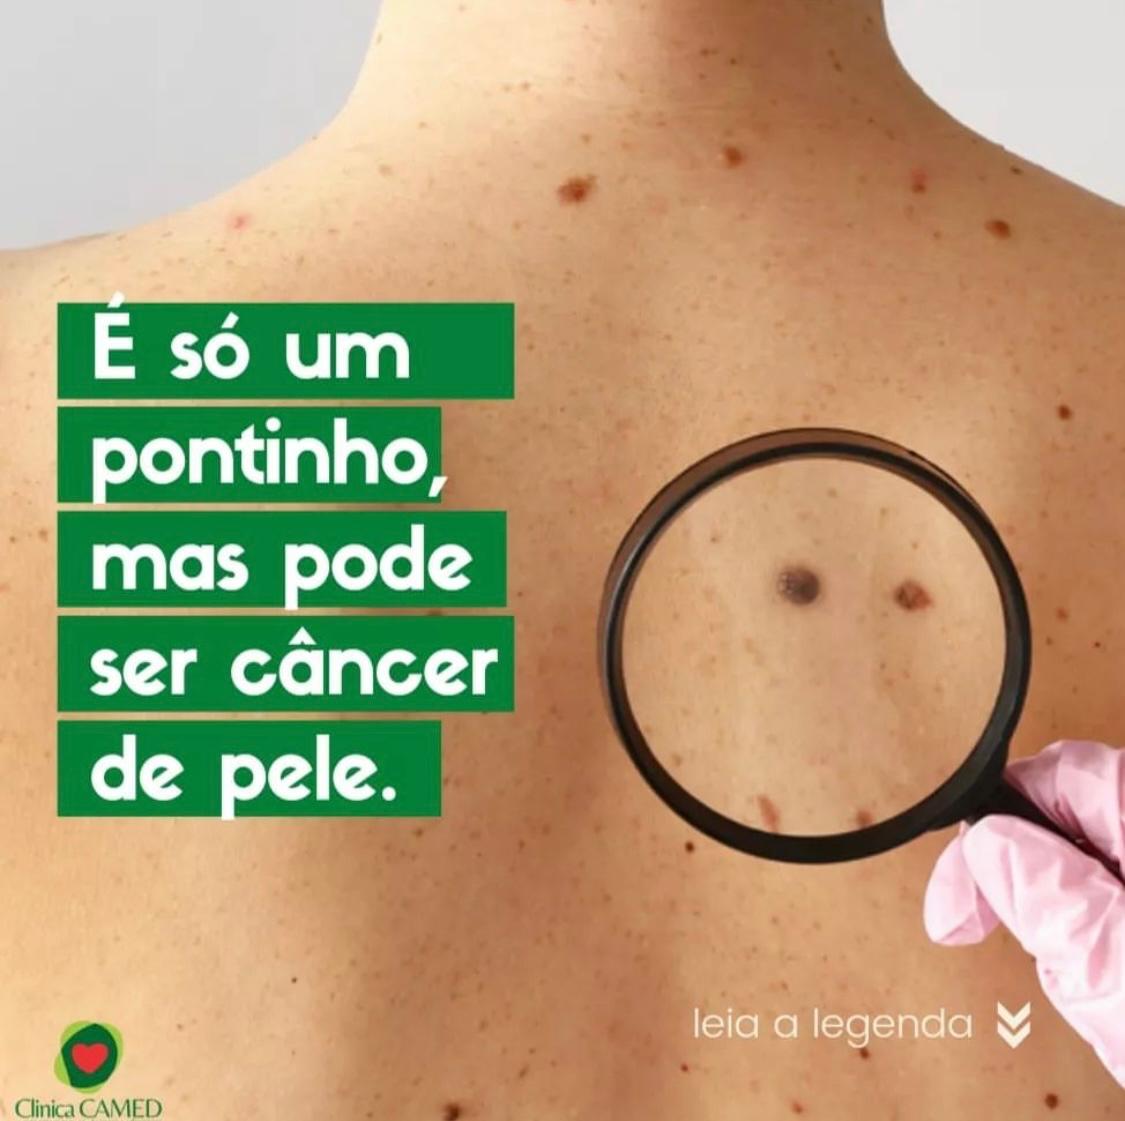 É só um
pontinho,
mas pode
ser câncer
de pele.
leia a legenda
Clinica CAMED